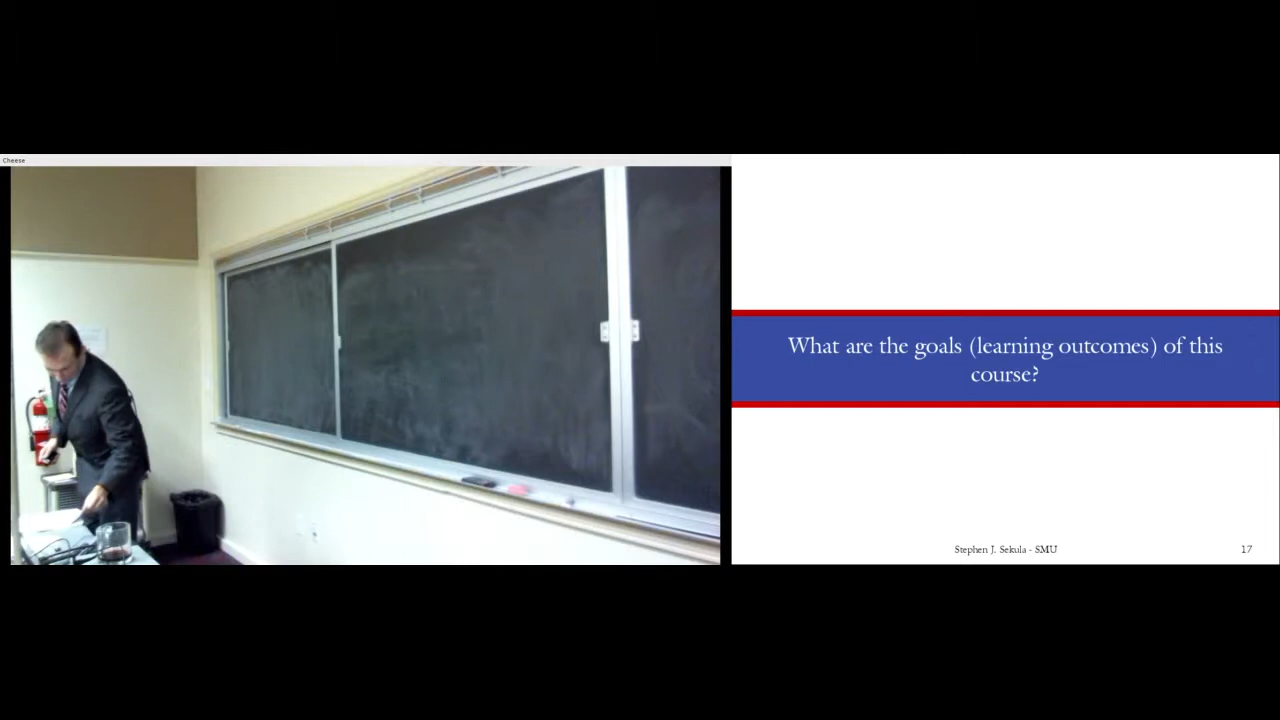 Cheese
What are the goals (learning outcomes) of this
course?
Stephen J. Sekula - SMU
17